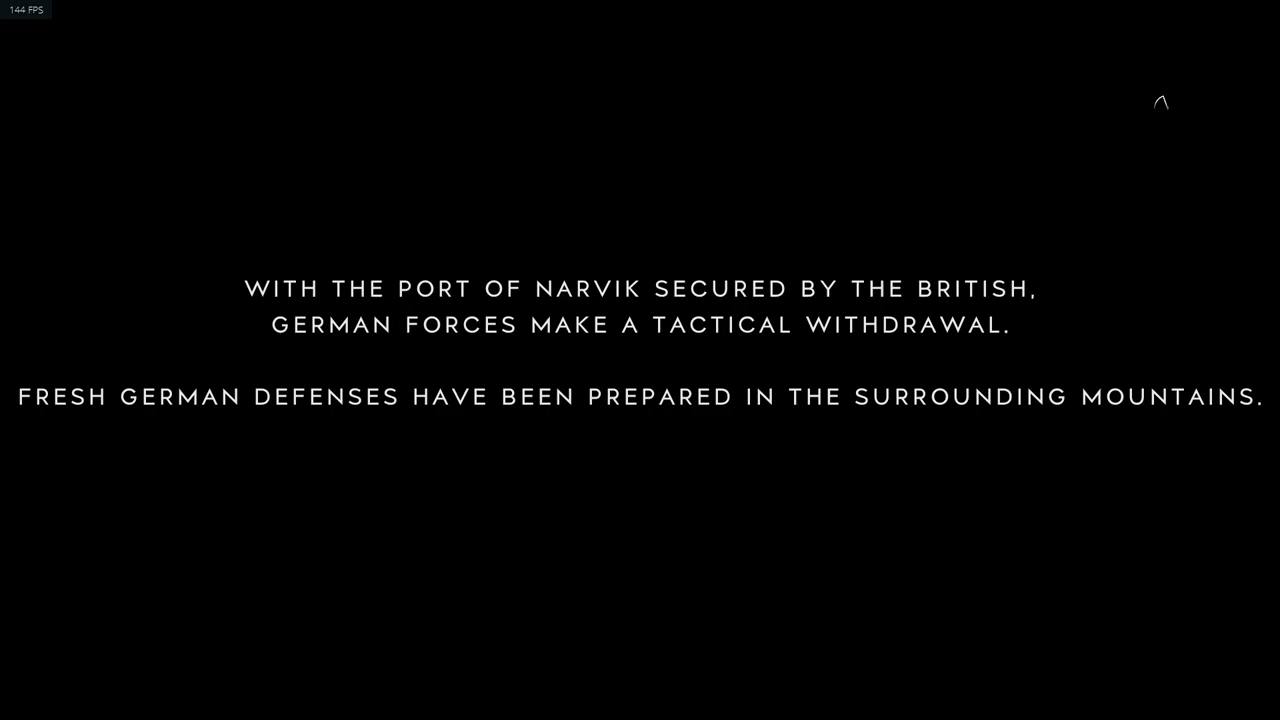 144 FPS
WITH THE PORT OF NARVIK SECURED BY THE BRITISH,
GERMAN FORCES MAKE A TACTICAL WITHDRAWAL.
FRESH GERMAN DEFENSES HAVE BEEN PREPARED IN THE SURROUNDING MOUNTAINS.